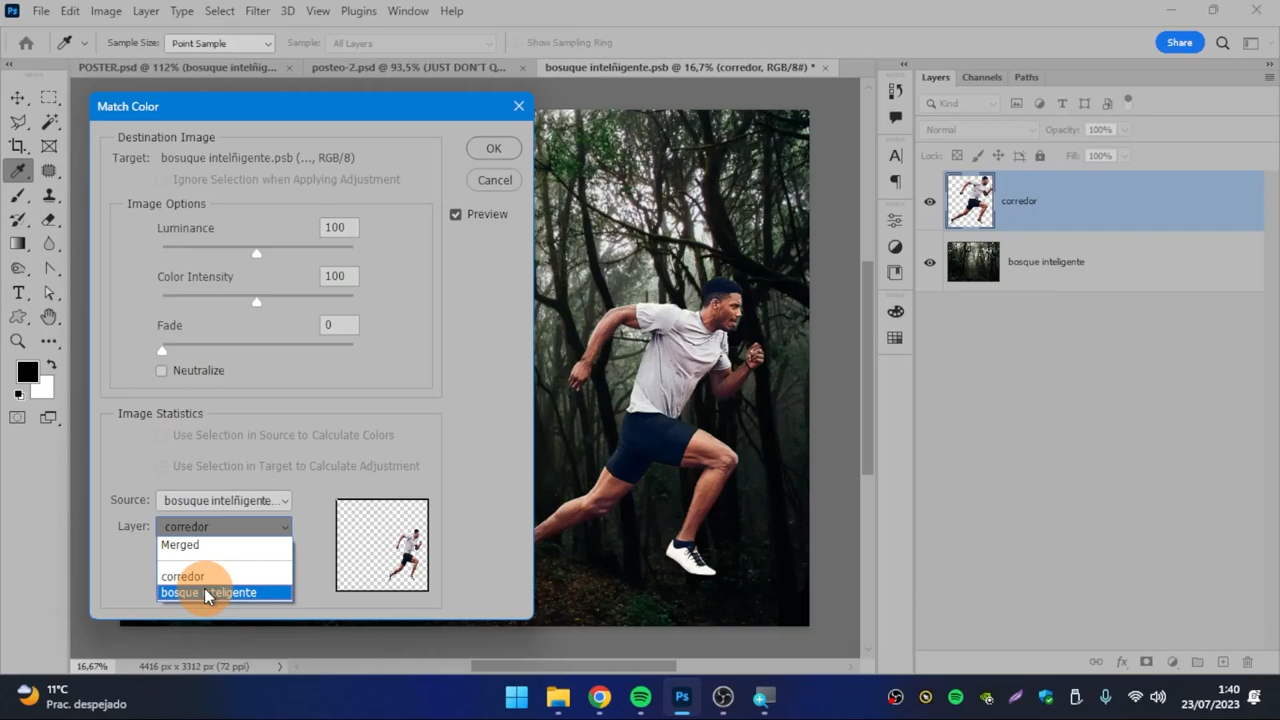 Ps File Edit Image Layer Type Select Filter 3D View Plugins Window Help
Sample Size: Point Sample Sample: All Layers Show Sampling Ring Share
POSTER.psd @ 112% (bosque intelñig... × posteo-2.psd @ 93,5% (JUST DON'T Q... × bosque intelñigente.psb @ 16,7% (corredor, RGB/8#) * ×
Match Color
Destination Image
Target: bosque intelñigente.psb (..., RGB/8)
Ignore Selection when Applying Adjustment
Image Options
Luminance 100
Color Intensity 100
Fade 0
Neutralize
OK
Cancel
Preview
Image Statistics
Use Selection in Source to Calculate Colors
Use Selection in Target to Calculate Adjustment
Source: bosque intelñigente...
Layer: corredor
Merged
corredor
bosque inteligente
Layers Channels Paths
Kind
Normal Opacity: 100%
Lock: Fill: 100%
corredor
bosque inteligente
16,67% 4416 px x 3312 px (72 ppi)
11°C
Prac. despejado
Ps
1:40
23/07/2023